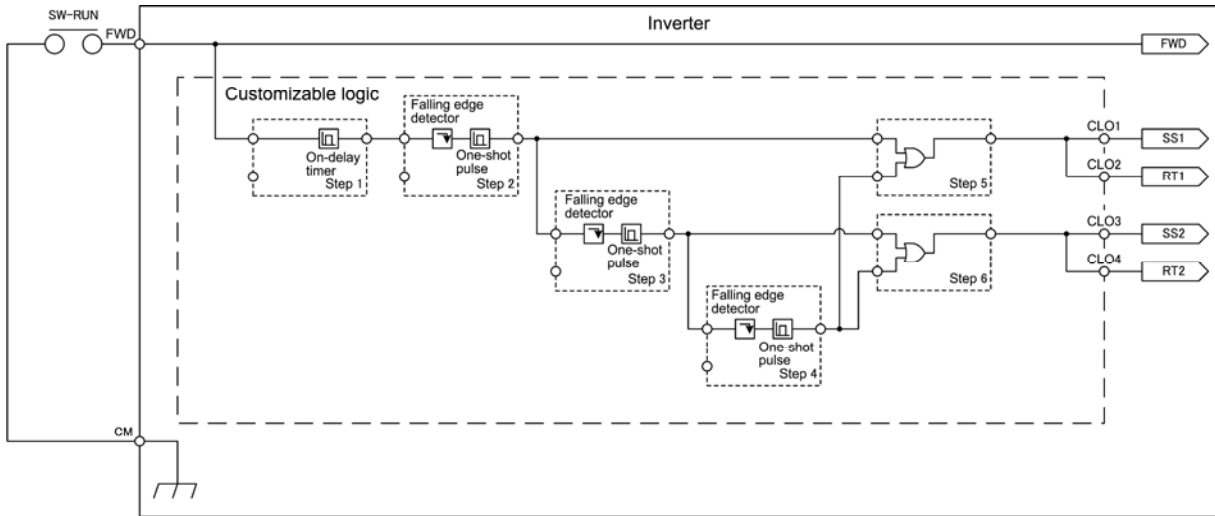 SW-RUN
Inverter
FWD
FWD
Customizable logic
On-delay
timer
Step 1
Falling edge
detector
One-shot
pulse
Step 2
Step 5
CLO1
SS1
CLO2
RT1
Falling edge
detector
One-shot
pulse
Step 3
Step 6
CLO3
SS2
CLO4
RT2
Falling edge
detector
One-shot
pulse
Step 4
CM